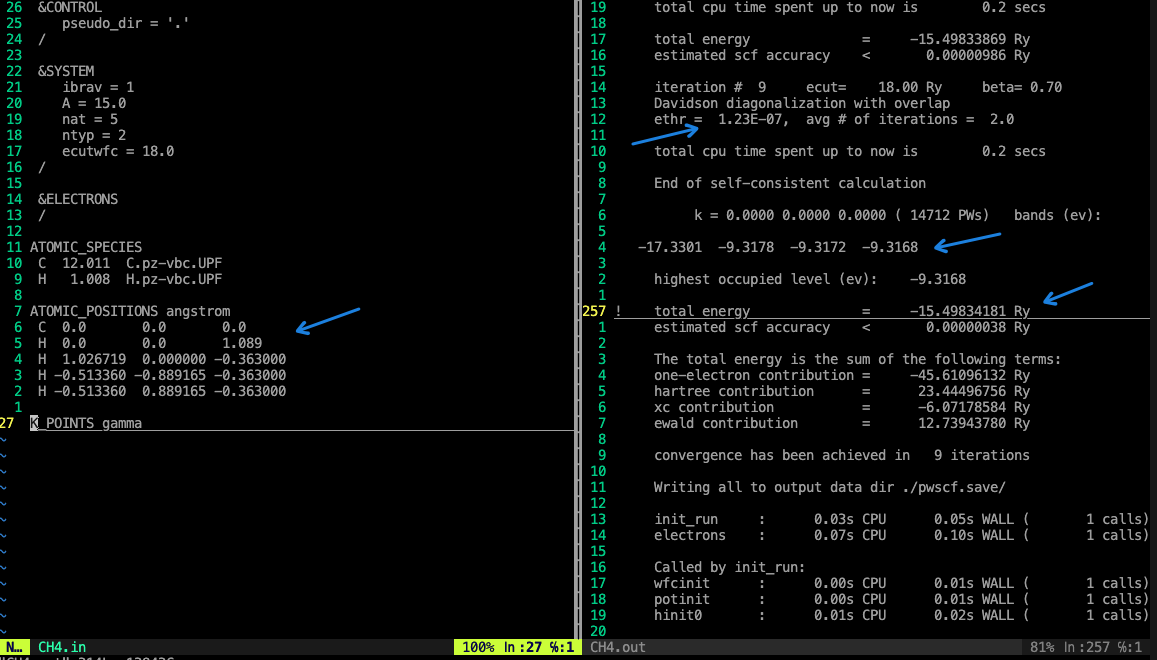 26  &CONTROL
25     pseudo_dir = '.'
24  /
23
22  &SYSTEM
21     ibrav = 1
20     A = 15.0
19     nat = 5
18     ntyp = 2
17     ecutwfc = 18.0
16  /
15
14  &ELECTRONS
13  /
12
11 ATOMIC_SPECIES
10  C  12.011  C.pz-vbc.UPF
9  H   1.008  H.pz-vbc.UPF
8
7 ATOMIC_POSITIONS angstrom
6  C  0.0       0.0       0.0
5  H  0.0       0.0       1.089
4  H  1.026719  0.000000 -0.363000
3  H -0.513360 -0.889165 -0.363000
2  H -0.513360  0.889165 -0.363000
1
27 K_POINTS gamma
~
~
~
~
~
~
~
~
~
~
~
~
~
N… CH4.in 100% ln :27 %:1
19 total cpu time spent up to now is        0.2 secs
18
17 total energy              =     -15.49833869 Ry
16 estimated scf accuracy    <       0.00000986 Ry
15
14 iteration #  9     ecut=    18.00 Ry     beta= 0.70
13 Davidson diagonalization with overlap
12 ethr =  1.23E-07,  avg # of iterations =  2.0
11
10 total cpu time spent up to now is        0.2 secs
9
8 End of self-consistent calculation
7
6 k = 0.0000 0.0000 0.0000 ( 14712 PWs)   bands (ev):
5
4 -17.3301  -9.3178  -9.3172  -9.3168
3
2 highest occupied level (ev):    -9.3168
1
257 !    total energy              =     -15.49834181 Ry
1 estimated scf accuracy    <       0.00000038 Ry
2
3 The total energy is the sum of the following terms:
4 one-electron contribution =     -45.61096132 Ry
5 hartree contribution      =      23.44496756 Ry
6 xc contribution           =      -6.07178584 Ry
7 ewald contribution        =      12.73943780 Ry
8
9 convergence has been achieved in   9 iterations
10
11 Writing all to output data dir ./pwscf.save/
12
13 init_run     :      0.03s CPU      0.05s WALL (       1 calls)
14 electrons    :      0.07s CPU      0.10s WALL (       1 calls)
15
16 Called by init_run:
17 wfcinit      :      0.00s CPU      0.01s WALL (       1 calls)
18 potinit      :      0.00s CPU      0.01s WALL (       1 calls)
19 hinit0       :      0.01s CPU      0.02s WALL (       1 calls)
20
CH4.out 81% ln :257 %:1